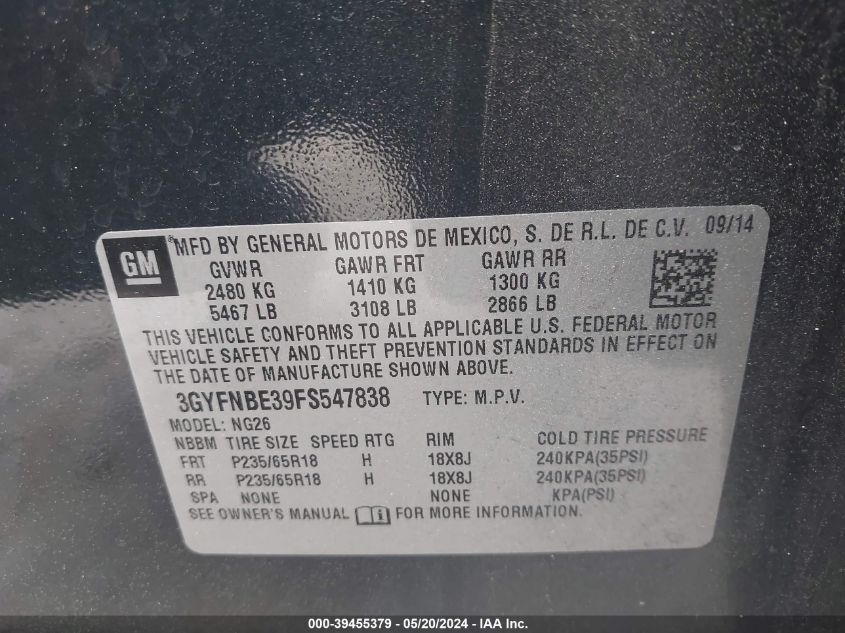 GM
® MFD BY GENERAL MOTORS DE MEXICO, S. DE R.L. DE C.V. 09/14
GVWR GAWR FRT GAWR RR
2480 KG 1410 KG 1300 KG
5467 LB 3108 LB 2866 LB
THIS VEHICLE CONFORMS TO ALL APPLICABLE U.S. FEDERAL MOTOR
VEHICLE SAFETY AND THEFT PREVENTION STANDARDS IN EFFECT ON
THE DATE OF MANUFACTURE SHOWN ABOVE.
3GYFNBE39FS547838 TYPE: M.P.V.
MODEL: NG26
NBBM TIRE SIZE SPEED RTG RIM COLD TIRE PRESSURE
FRT P235/65R18 H 18X8J 240KPA(35PSI)
RR P235/65R18 H 18X8J 240KPA(35PSI)
SPA NONE NONE KPA(PSI)
SEE OWNER'S MANUAL FOR MORE INFORMATION.
000-39455379 - 05/20/2024 - IAA Inc.